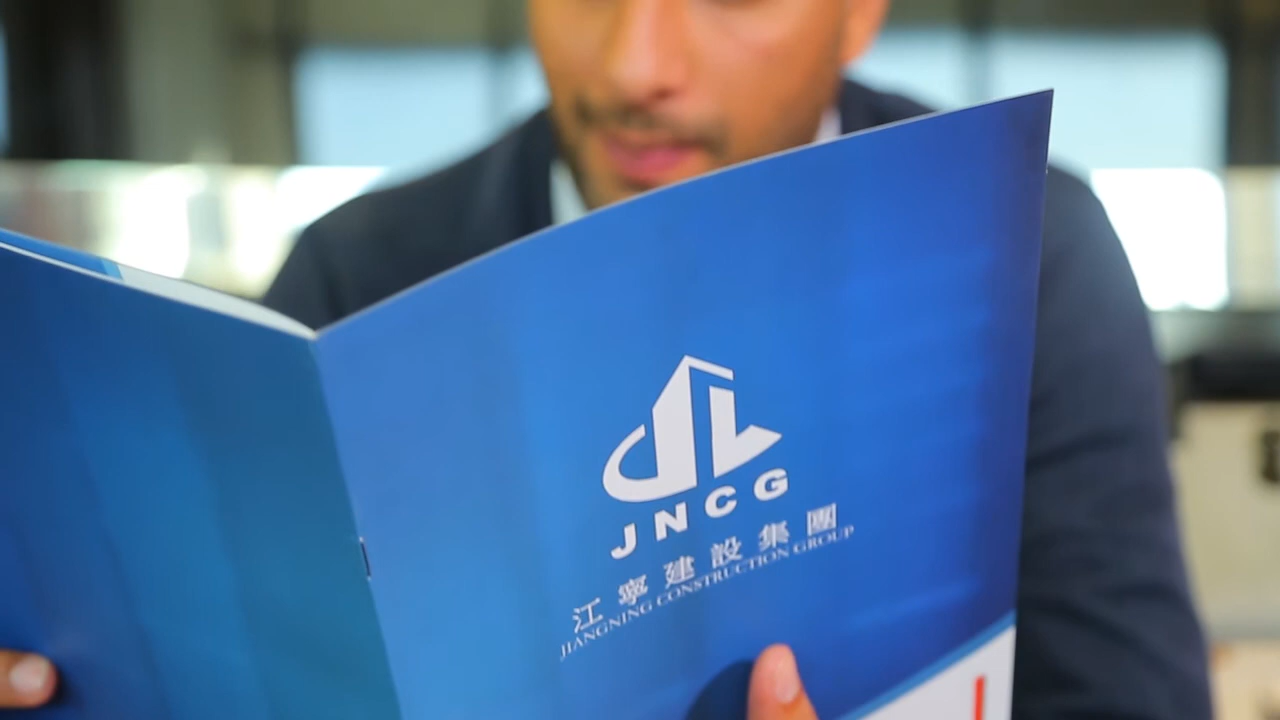 JNCG
江寧建設集團
JIANGNING CONSTRUCTION GROUP